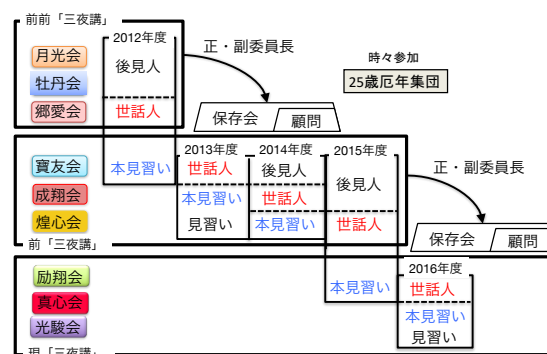 前前「三夜講」
2012年度
正・副委員長
月光会
後見人
時々参加
牡丹会
25歳厄年集団
郷愛会
世話人
保存会
顧問
2013年度
2014年度
2015年度
寶友会
本見習い
世話人
後見人
後見人
正・副委員長
成翔会
本見習い
世話人
煌心会
見習い
本見習い
世話人
前「三夜講」
保存会
顧問
2016年度
励翔会
本見習い
世話人
真心会
本見習い
光駿会
見習い
現「三夜講」